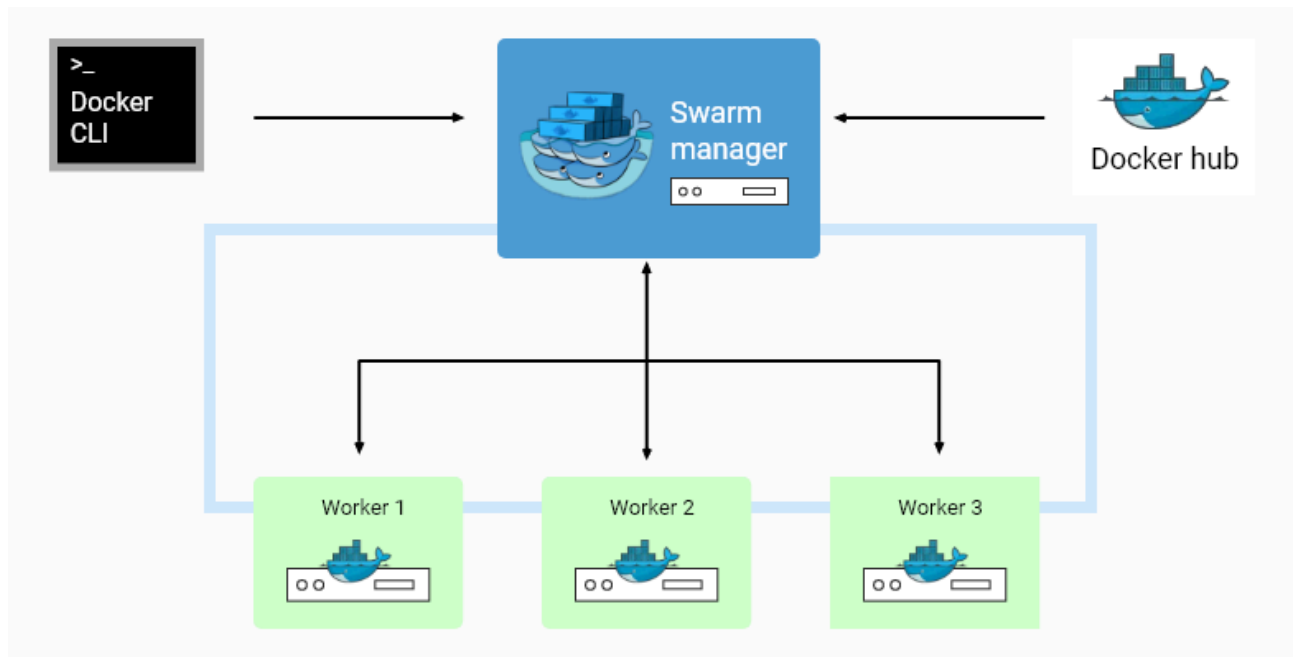 >_
Docker
CLI
Swarm
manager
Docker hub
Worker 1
Worker 2
Worker 3